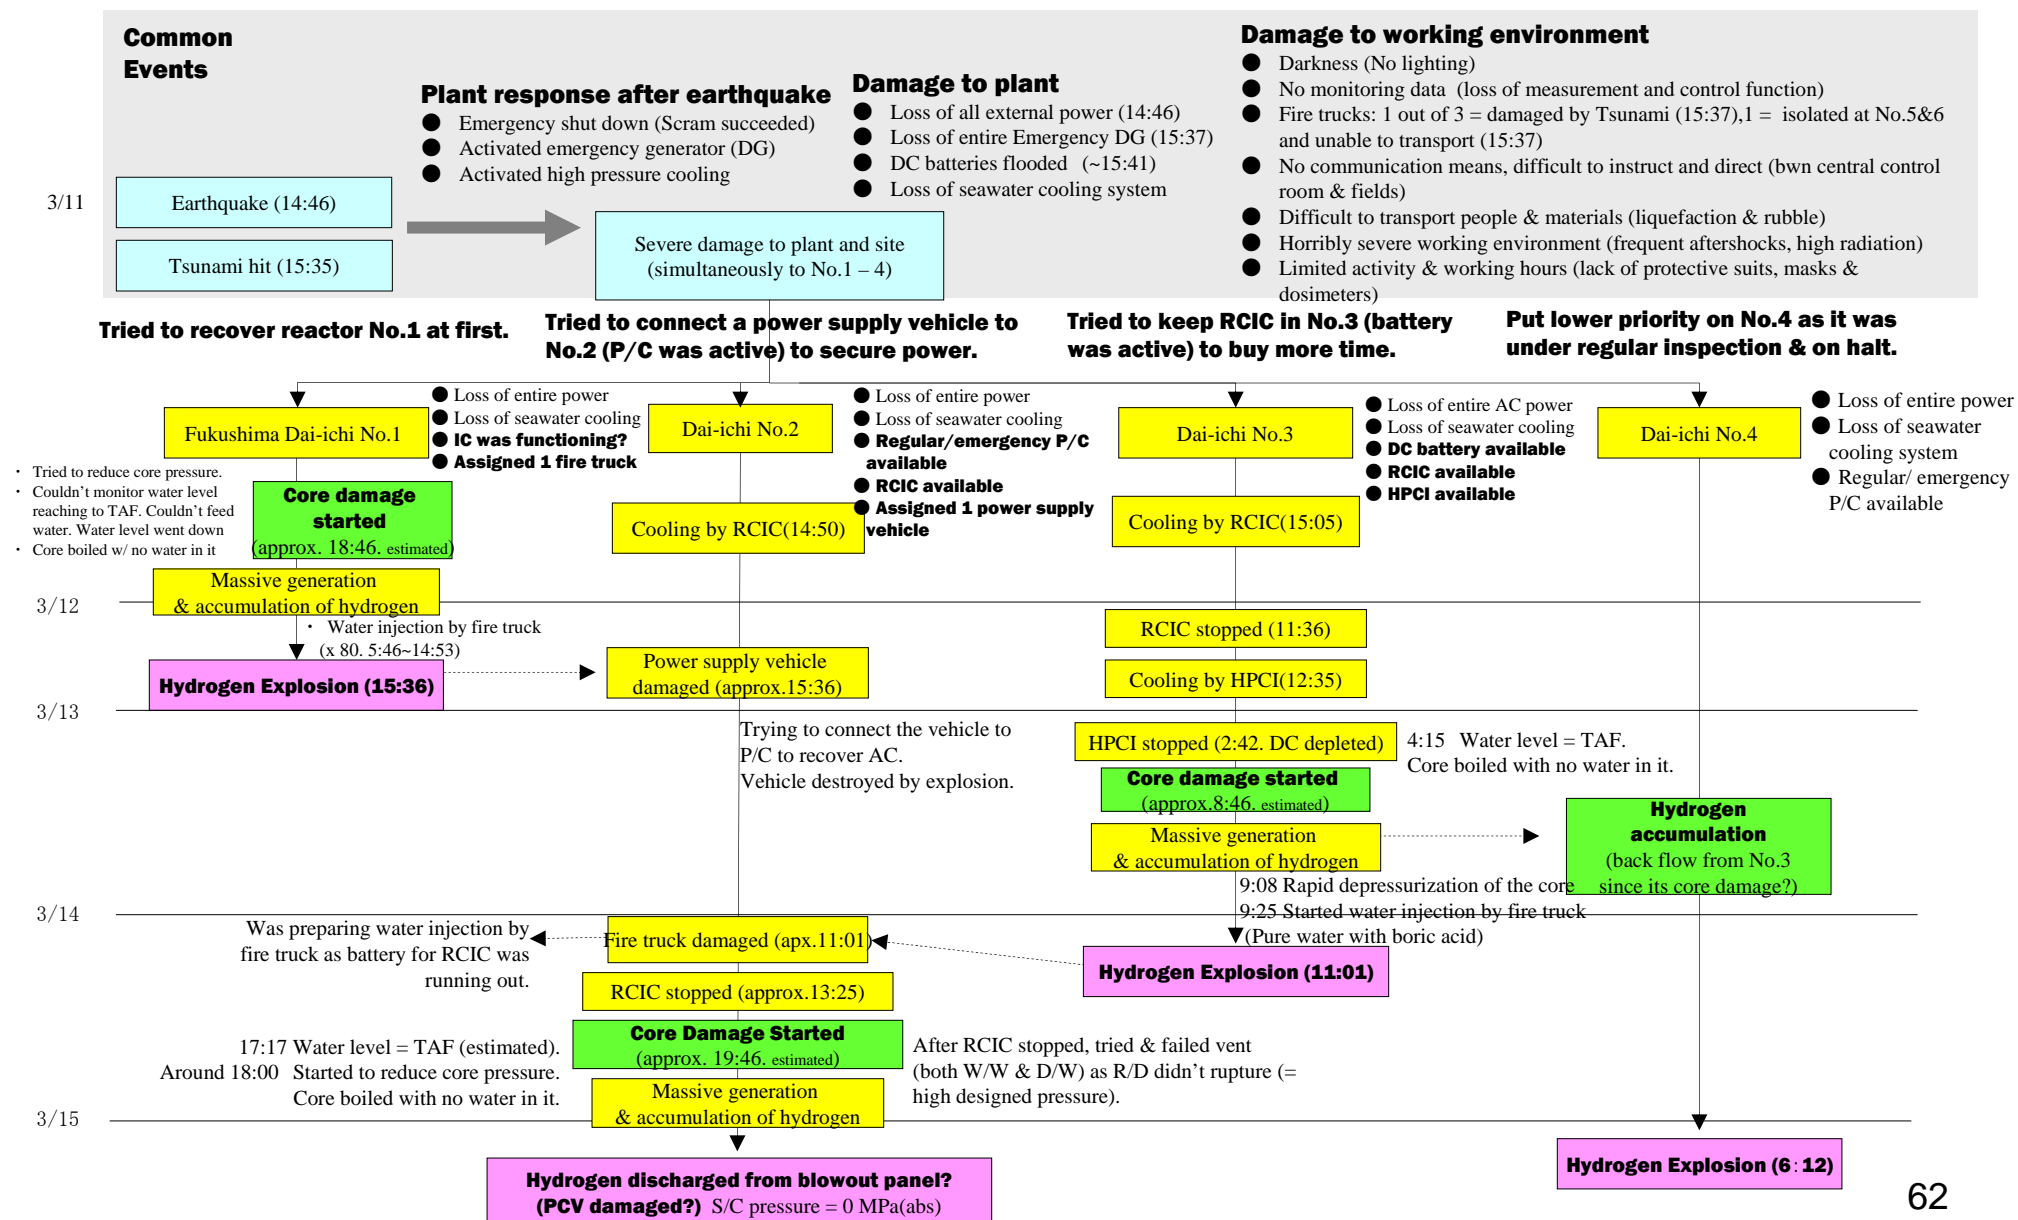 Common
Events
Plant response after earthquake
● Emergency shut down (Scram succeeded)
● Activated emergency generator (DG)
● Activated high pressure cooling
Damage to plant
● Loss of all external power (14:46)
● Loss of entire Emergency DG (15:37)
● DC batteries flooded (~15:41)
● Loss of seawater cooling system
Damage to working environment
● Darkness (No lighting)
● No monitoring data (loss of measurement and control function)
● Fire trucks: 1 out of 3 = damaged by Tsunami (15:37),1 = isolated at No.5&6
and unable to transport (15:37)
● No communication means, difficult to instruct and direct (bwn central control
room & fields)
● Difficult to transport people & materials (liquefaction & rubble)
● Horribly severe working environment (frequent aftershocks, high radiation)
● Limited activity & working hours (lack of protective suits, masks &
dosimeters)
3/11
Earthquake (14:46)
Tsunami hit (15:35)
Severe damage to plant and site
(simultaneously to No.1 – 4)
Tried to recover reactor No.1 at first.
Tried to connect a power supply vehicle to
No.2 (P/C was active) to secure power.
Tried to keep RCIC in No.3 (battery
was active) to buy more time.
Put lower priority on No.4 as it was
under regular inspection & on halt.
Fukushima Dai-ichi No.1
● Loss of entire power
● Loss of seawater cooling
● IC was functioning?
● Assigned 1 fire truck
Dai-ichi No.2
● Loss of entire power
● Loss of seawater cooling
● Regular/emergency P/C
available
● RCIC available
● Assigned 1 power supply
vehicle
Dai-ichi No.3
● Loss of entire AC power
● Loss of seawater cooling
● DC battery available
● RCIC available
● HPCI available
Dai-ichi No.4
● Loss of entire power
● Loss of seawater
cooling system
● Regular/ emergency
P/C available
・ Tried to reduce core pressure.
・ Couldn’t monitor water level
reaching to TAF. Couldn’t feed
water. Water level went down
・ Core boiled w/ no water in it
Core damage
started
(approx. 18:46. estimated)
Cooling by RCIC(14:50)
Cooling by RCIC(15:05)
Massive generation
& accumulation of hydrogen
3/12
・ Water injection by fire truck
(x 80. 5:46~14:53)
Hydrogen Explosion (15:36)
Power supply vehicle
damaged (approx.15:36)
RCIC stopped (11:36)
Cooling by HPCI(12:35)
3/13
Trying to connect the vehicle to
P/C to recover AC.
Vehicle destroyed by explosion.
HPCI stopped (2:42. DC depleted)
4:15 Water level = TAF.
Core boiled with no water in it.
Core damage started
(approx.8:46. estimated)
Massive generation
& accumulation of hydrogen
Hydrogen
accumulation
(back flow from No.3
since its core damage?)
9:08 Rapid depressurization of the core
9:25 Started water injection by fire truck
(Pure water with boric acid)
3/14
Was preparing water injection by
fire truck as battery for RCIC was
running out.
Fire truck damaged (apx.11:01)
Hydrogen Explosion (11:01)
RCIC stopped (approx.13:25)
17:17 Water level = TAF (estimated).
Around 18:00 Started to reduce core pressure.
Core boiled with no water in it.
Core Damage Started
(approx. 19:46. estimated)
After RCIC stopped, tried & failed vent
(both W/W & D/W) as R/D didn’t rupture (=
high designed pressure).
Massive generation
& accumulation of hydrogen
3/15
Hydrogen discharged from blowout panel?
(PCV damaged?) S/C pressure = 0 MPa(abs)
Hydrogen Explosion (6：12)
62